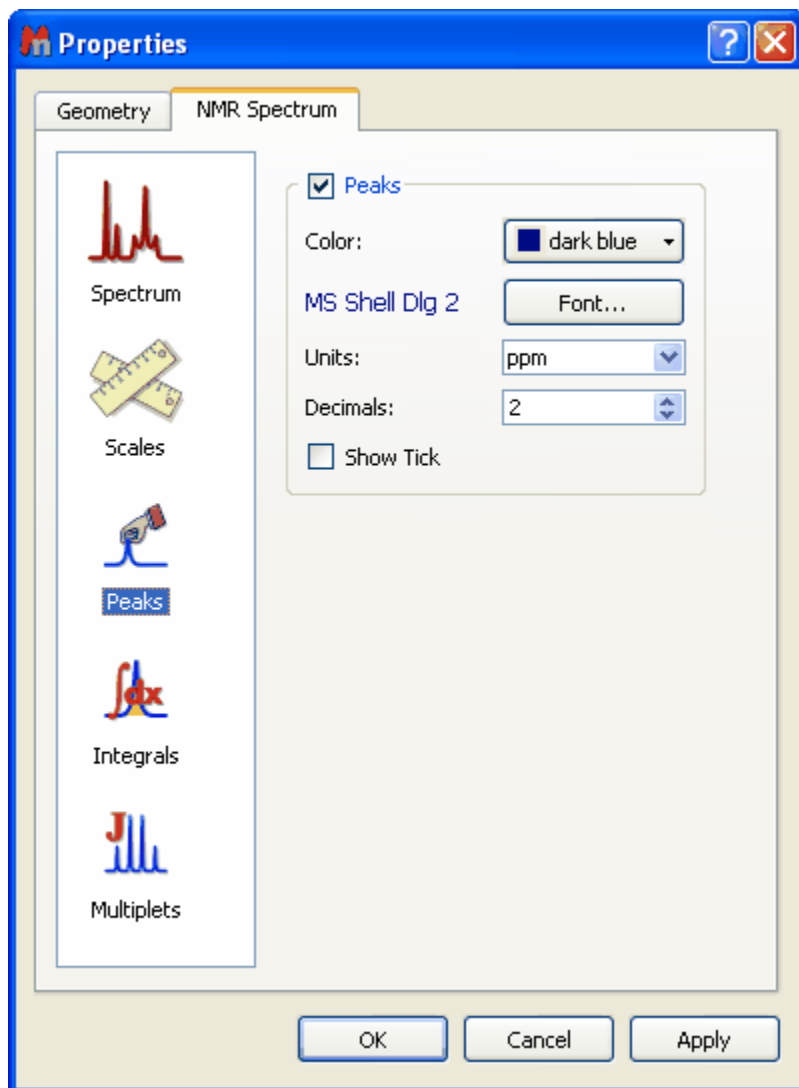 Properties
Geometry NMR Spectrum
Spectrum
Scales
Peaks
Integrals
Multiplets
Peaks
Color: dark blue
MS Shell Dlg 2 Font...
Units: ppm
Decimals: 2
Show Tick
OK Cancel Apply